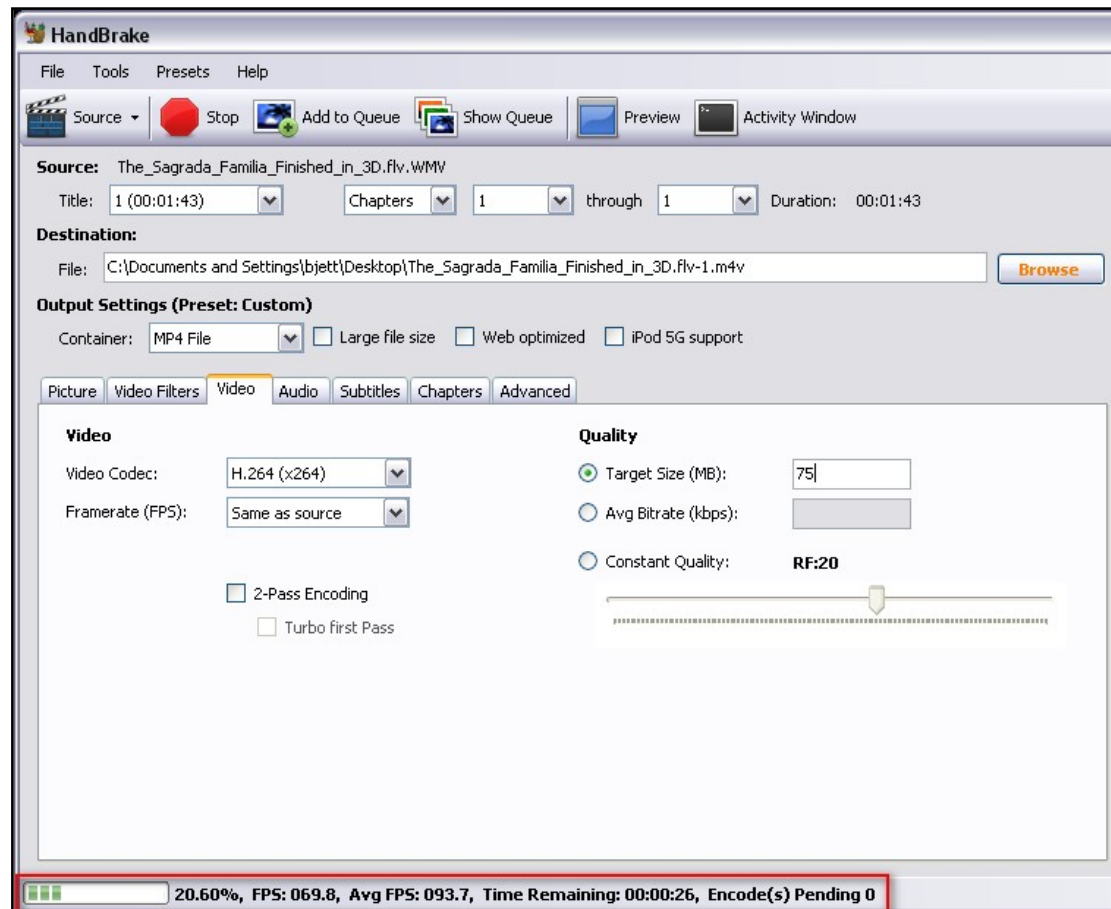 HandBrake
File Tools Presets Help
Source Stop Add to Queue Show Queue Preview Activity Window
Source: The_Sagrada_Familia_Finished_in_3D.flv.WMV
Title: 1 (00:01:43) Chapters 1 through 1 Duration: 00:01:43
Destination:
File: C:\Documents and Settings\bjett\Desktop\The_Sagrada_Familia_Finished_in_3D.flv-1.m4v Browse
Output Settings (Preset: Custom)
Container: MP4 File Large file size Web optimized iPod 5G support
Picture Video Filters Video Audio Subtitles Chapters Advanced
Video Quality
Video Codec: H.264 (x264) Target Size (MB): 75
Framerate (FPS): Same as source Avg Bitrate (kbps):
Constant Quality: RF:20
2-Pass Encoding
Turbo first Pass
20.60%, FPS: 069.8, Avg FPS: 093.7, Time Remaining: 00:00:26, Encode(s) Pending 0